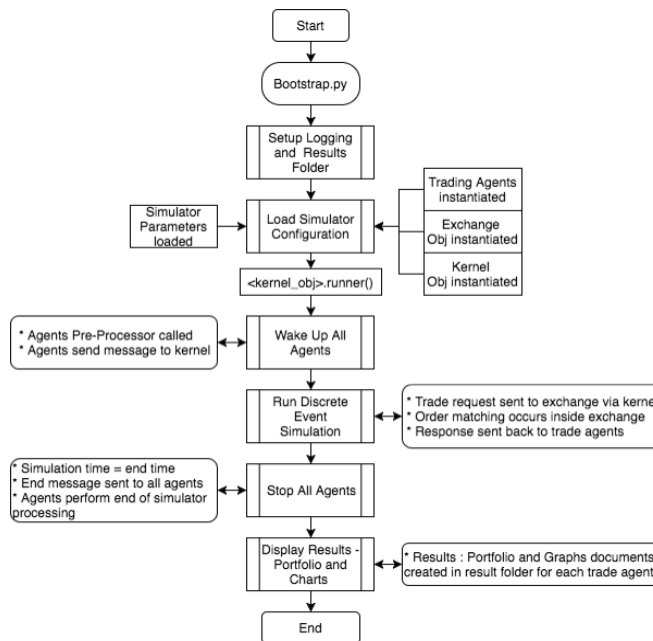 Start
Bootstrap.py
Setup Logging
and Results
Folder
Trading Agents
instantiated
Simulator
Parameters
loaded
Load Simulator
Configuration
Exchange
Obj instantiated
Kernel
Obj instantiated
<kernel_obj>.runner()
* Agents Pre-Processor called
* Agents send message to kernel
Wake Up All
Agents
Run Discrete
Event
Simulation
* Trade request sent to exchange via kernel
* Order matching occurs inside exchange
* Response sent back to trade agents
* Simulation time = end time
* End message sent to all agents
* Agents perform end of simulator
processing
Stop All Agents
Display Results -
Portfolio and
Charts
* Results : Portfolio and Graphs documents
created in result folder for each trade agent
End